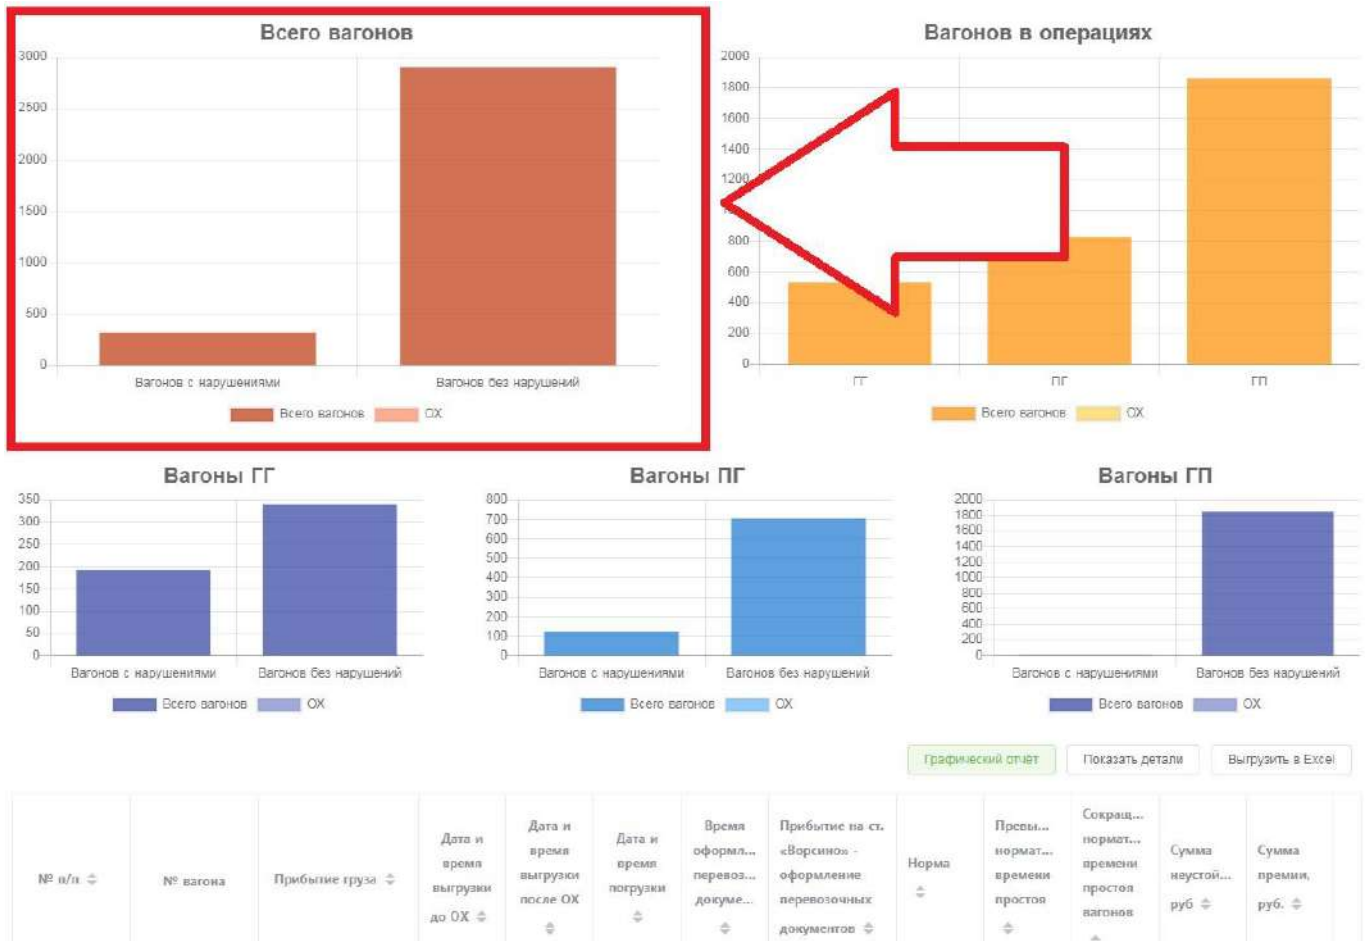 Всего вагонов
3000
2500
2000
1500
1000
500
0
Вагонов с нарушениями
Вагонов без нарушений
Всего вагонов
ОХ
Вагонов в операциях
2000
1800
1600
1400
1200
800
600
400
200
0
ГГ
ПГ
ГП
Всего вагонов
ОХ
Вагоны ГГ
350
300
250
200
150
100
50
0
Вагонов с нарушениями
Вагонов без нарушений
Всего вагонов
ОХ
Вагоны ПГ
800
700
600
500
400
300
200
100
0
Вагонов с нарушениями
Вагонов без нарушений
Всего вагонов
ОХ
Вагоны ГП
2000
1800
1600
1400
1200
1000
800
600
400
200
0
Вагонов с нарушениями
Вагонов без нарушений
Всего вагонов
ОХ
Графический отчёт
Показать детали
Выгрузить в Excel
№ п/п
№ вагона
Прибытие груза
Дата и
время
выгрузки
до ОХ
Дата и
время
выгрузки
после ОХ
Дата и
время
погрузки
Время
оформл...
перевоз...
докуме...
Прибытие на ст.
«Ворсино» -
оформление
перевозочных
документов
Норма
Превы...
нормат...
времени
простоя
Сокращ...
нормат...
времени
простоя
вагонов
Сумма
неустой...
руб
Сумма
премии,
руб.